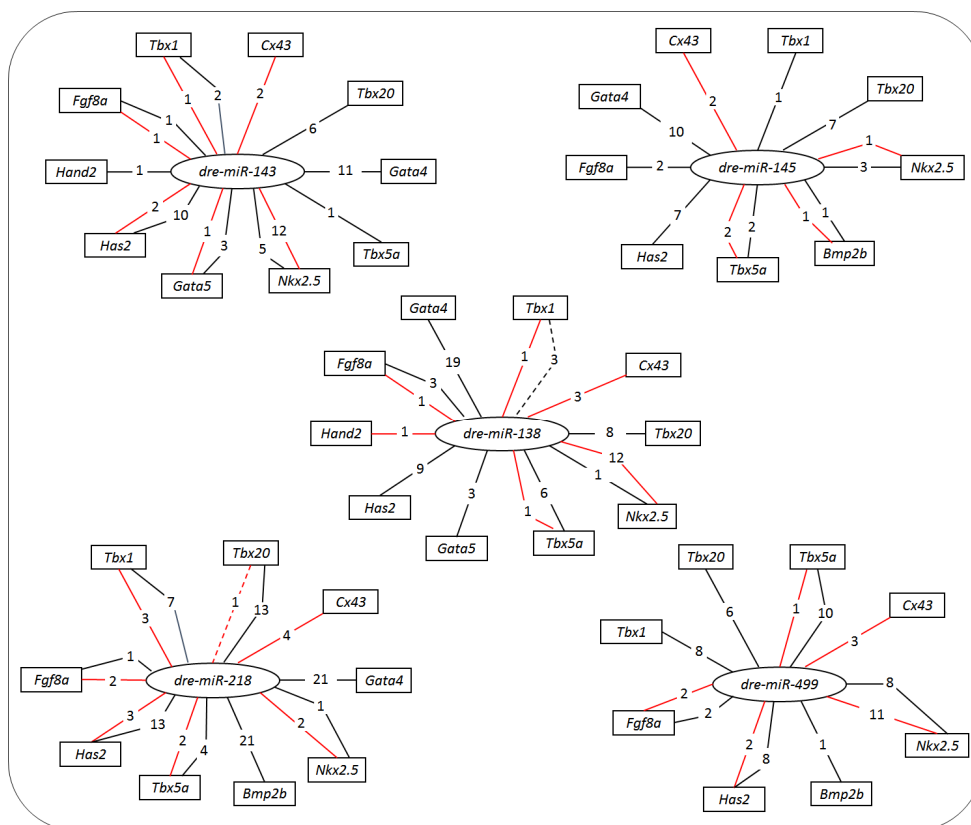 Tbx1 Cx43
Fgf8a 1 2 2 Tbx20
1 1 6
Hand2 1 dre-miR-143 11 Gata4
2 10 1 3 5 12 1
Has2 Tbx5a
Gata5 Nkx2.5
Cx43 Tbx1
Gata4 2 1 Tbx20
10 7
Fgf8a 2 dre-miR-145 1 3 Nkx2.5
7 2 2 1 1
Has2 Tbx5a Bmp2b
Gata4 Tbx1
Fgf8a 19 1 3 Cx43
3 1 3
Hand2 1 dre-miR-138 8 Tbx20
9 3 1 6 1 12
Has2 Nkx2.5
Gata5 Tbx5a
Tbx1 Tbx20
7 3 1 13 Cx43
1 4
Fgf8a 2 dre-miR-218 21 Gata4
3 13 2 4 21 2 1
Has2 Nkx2.5
Tbx5a Bmp2b
Tbx20 Tbx5a
6 1 10 Cx43
Tbx1 8 3
dre-miR-499 8
Fgf8a 2 2 11 Nkx2.5
2 8 1
Has2 Bmp2b